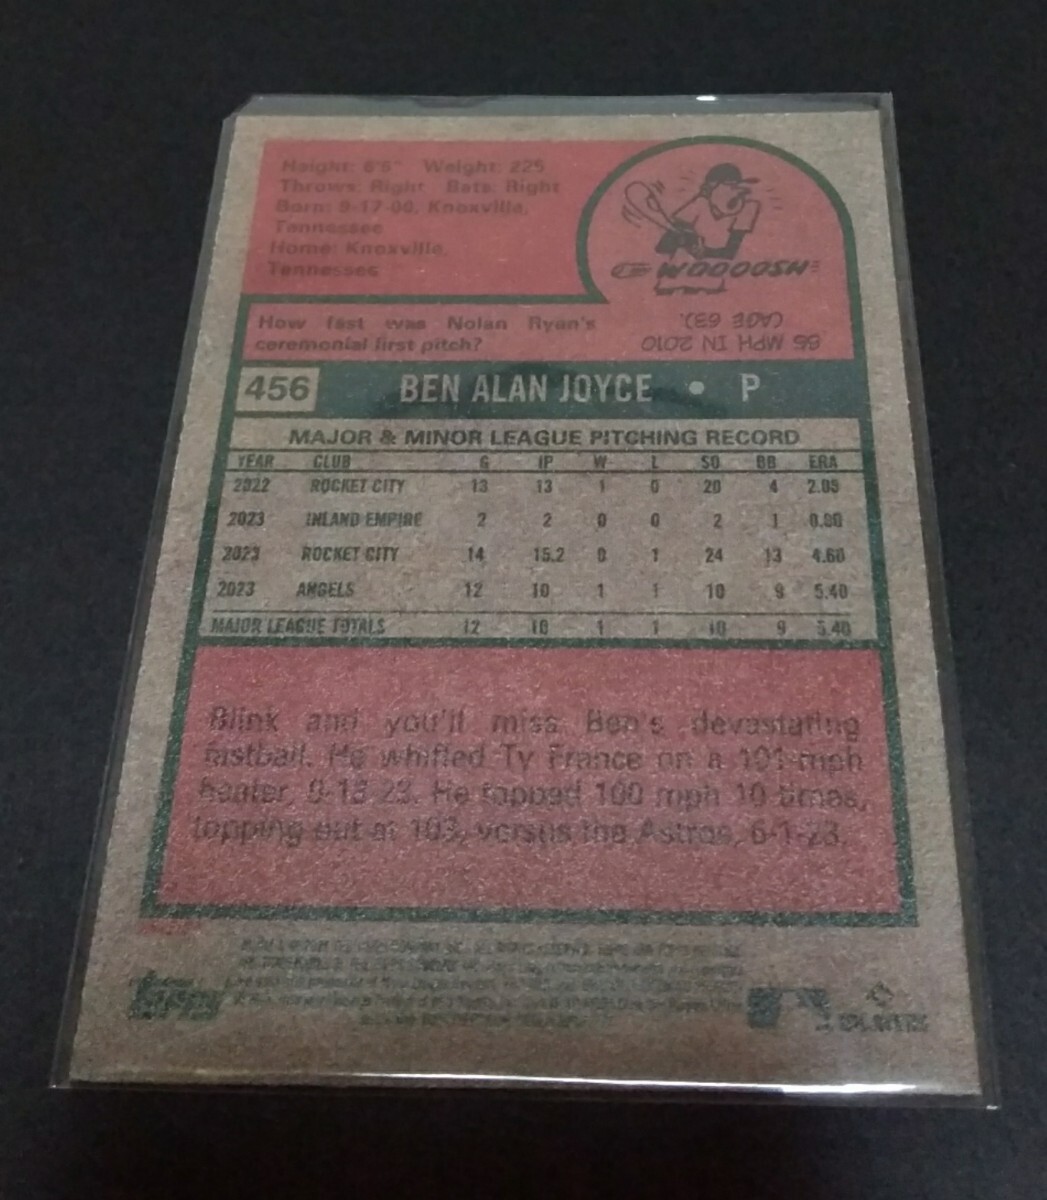 Height: 6'5" Weight: 225
Throws: Right Bats: Right
Born: 9-17-00, Knoxville,
Tennessee
Home: Knoxville,
Tennessee
WOOOOSH
How fast was Nolan Ryan's
ceremonial first pitch?
85 MPH IN 2010
(AGE 63).
456 BEN ALAN JOYCE • P
MAJOR & MINOR LEAGUE PITCHING RECORD
YEAR CLUB G IP W L SO BB ERA
2022 ROCKET CITY 13 13 1 0 20 4 2.08
2023 INLAND EMPIRE 2 2 0 0 2 1 0.00
2023 ROCKET CITY 14 15.2 0 1 24 13 4.60
2023 ANGELS 12 10 1 1 10 9 5.40
MAJOR LEAGUE TOTALS 12 10 1 1 10 9 5.40
Blink and you'll miss Ben's devastating
fastball. He whiffed Ty France on a 101-mph
heater, 9-13-23. He topped 100 mph 10 times,
topping out at 103, versus the Astros, 6-1-23.
topps